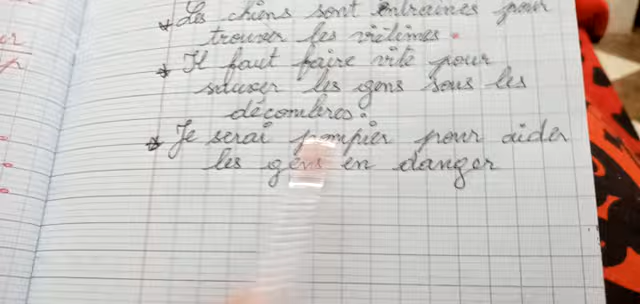 * Les chiens sont entrainés pour
trouver les victimes.
* Il faut faire vite pour
sauver les gens sous les
décombres.
* Je serai pompier pour aider
les gens en danger